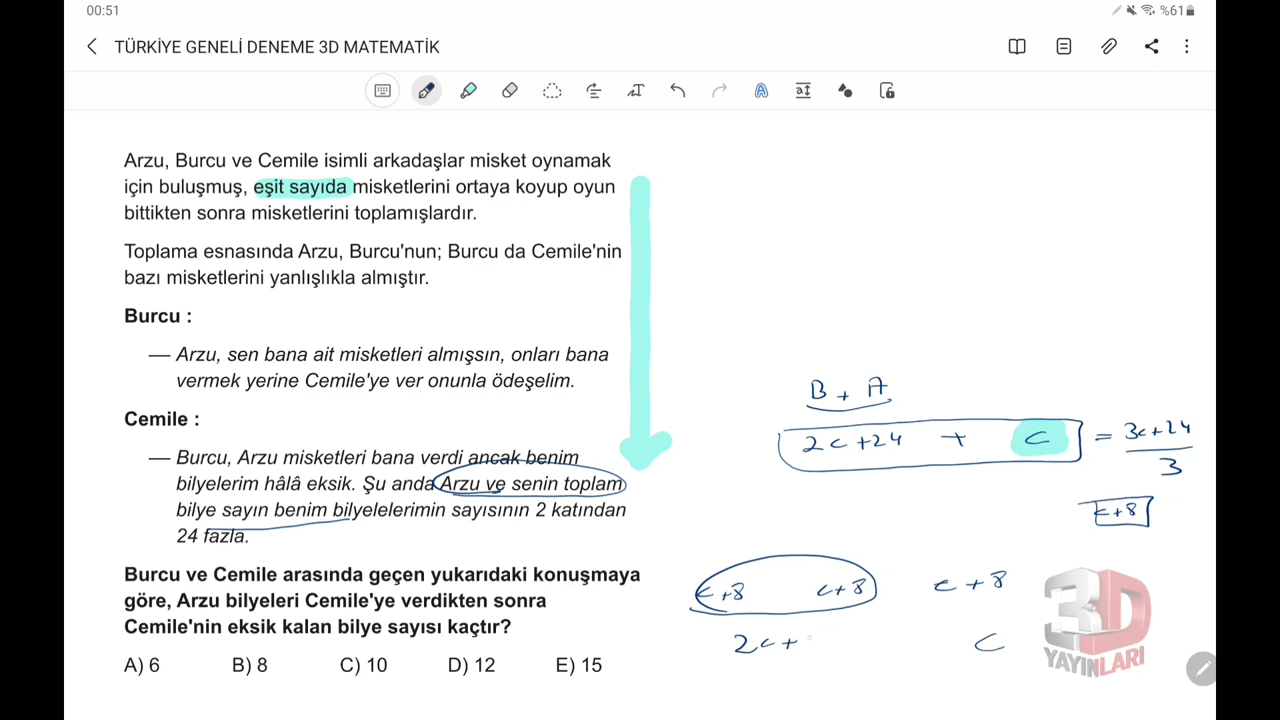 00:51
%61
TÜRKİYE GENELİ DENEME 3D MATEMATİK
Arzu, Burcu ve Cemile isimli arkadaşlar misket oynamak
için buluşmuş, eşit sayıda misketlerini ortaya koyup oyun
bittikten sonra misketlerini toplamışlardır.
Toplama esnasında Arzu, Burcu'nun; Burcu da Cemile'nin
bazı misketlerini yanlışlıkla almıştır.
Burcu :
— Arzu, sen bana ait misketleri almışsın, onları bana
vermek yerine Cemile'ye ver onunla ödeşelim.
Cemile :
— Burcu, Arzu misketleri bana verdi ancak benim
bilyelerim hâlâ eksik. Şu anda Arzu ve senin toplam
bilye sayın benim bilyelelerimin sayısının 2 katından
24 fazla.
Burcu ve Cemile arasında geçen yukarıdaki konuşmaya
göre, Arzu bilyeleri Cemile'ye verdikten sonra
Cemile'nin eksik kalan bilye sayısı kaçtır?
A) 6 B) 8 C) 10 D) 12 E) 15
B + A
2c+24 + c = 3c+24
3
c+8
c+8 c+8 c+8
2c+ c
3D
YAYINLARI